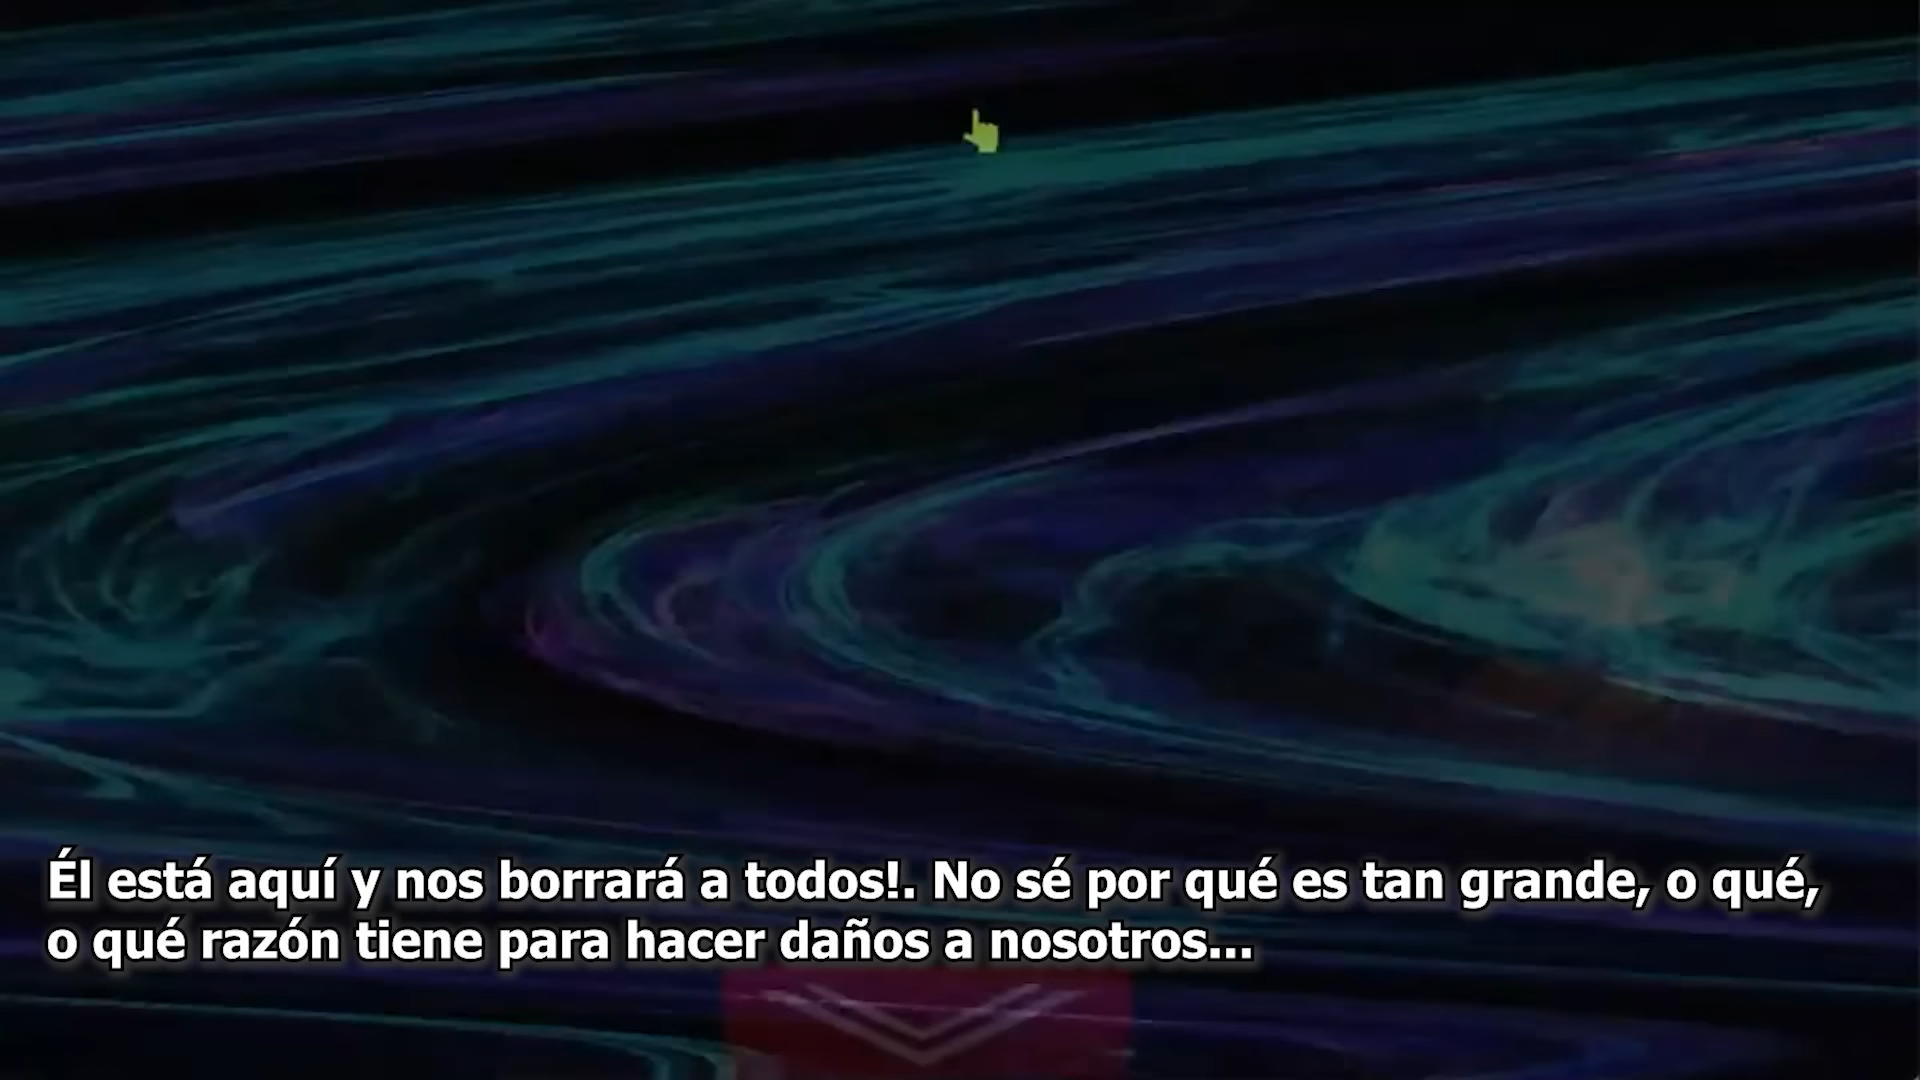 Él está aquí y nos borrará a todos!. No sé por qué es tan grande, o qué,
o qué razón tiene para hacer daños a nosotros...